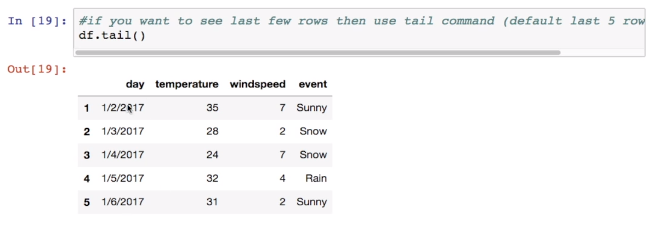 In [19]: #if you want to see last few rows then use tail command (default last 5 row
df.tail()
Out[19]:
day temperature windspeed event
1 1/2/2017 35 7 Sunny
2 1/3/2017 28 2 Snow
3 1/4/2017 24 7 Snow
4 1/5/2017 32 4 Rain
5 1/6/2017 31 2 Sunny